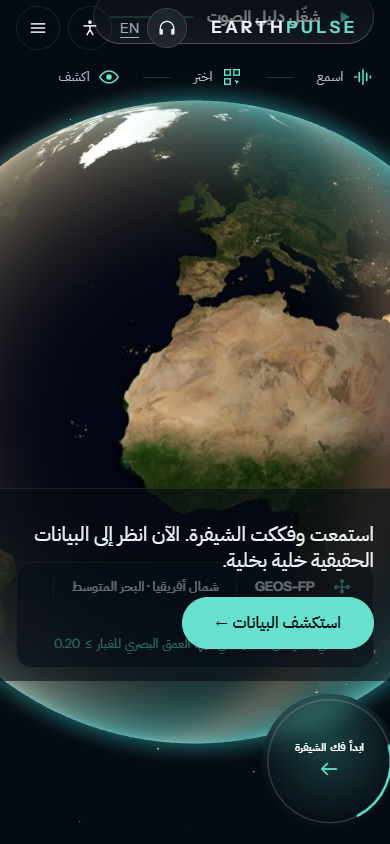 شغّل دليل الصوت
EARTHPULSE
EN
اسمع
اختر
اكشف
استمعت وفككت الشيفرة. الآن انظر إلى البيانات
الحقيقية خلية بخلية.
GEOS-FP
شمال أفريقيا · البحر المتوسط
استكشف البيانات ←
العمق البصري للغبار ≥ 0.20
ابدأ فك الشيفرة
←